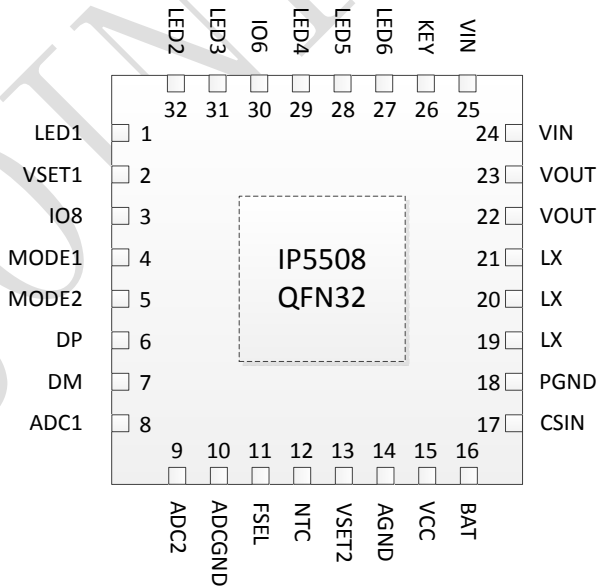 LED2 LED3 IO6 LED4 LED5 LED6 KEY VIN
32 31 30 29 28 27 26 25
LED1 1 24 VIN
VSET1 2 23 VOUT
IO8 3 22 VOUT
MODE1 4 21 LX
MODE2 5 20 LX
DP 6 19 LX
DM 7 18 PGND
ADC1 8 17 CSIN
IP5508
QFN32
9 10 11 12 13 14 15 16
ADC2 ADCGND FSEL NTC VSET2 AGND VCC BAT